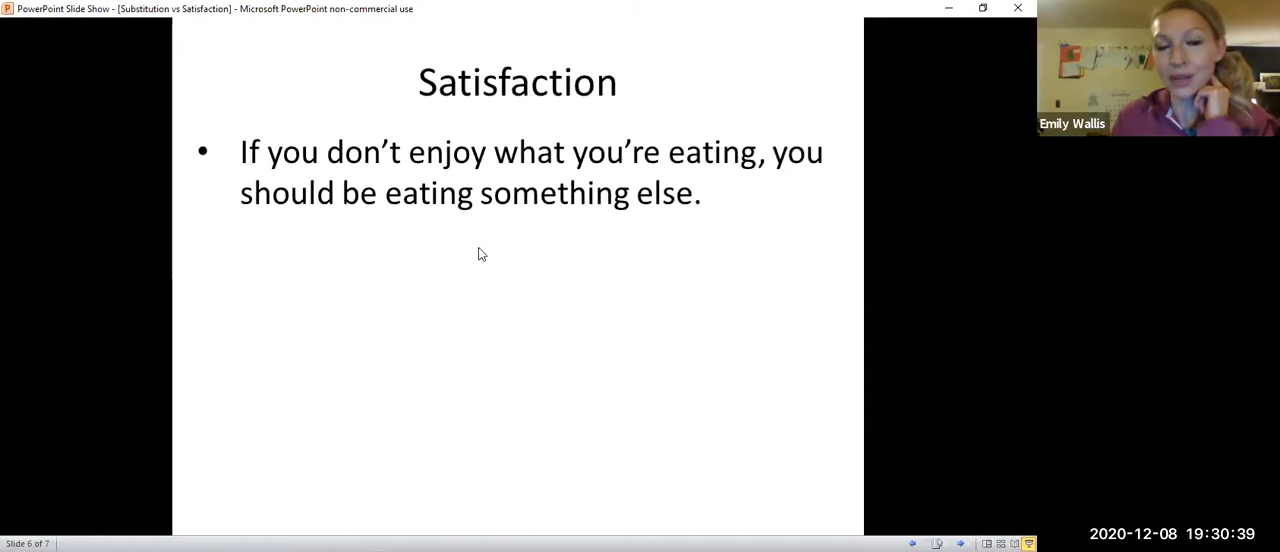 PowerPoint Slide Show - [Substitution vs Satisfaction] - Microsoft PowerPoint non-commercial use
Satisfaction
• If you don’t enjoy what you’re eating, you
should be eating something else.
Emily Wallis
Slide 6 of 7
2020-12-08 19:30:39